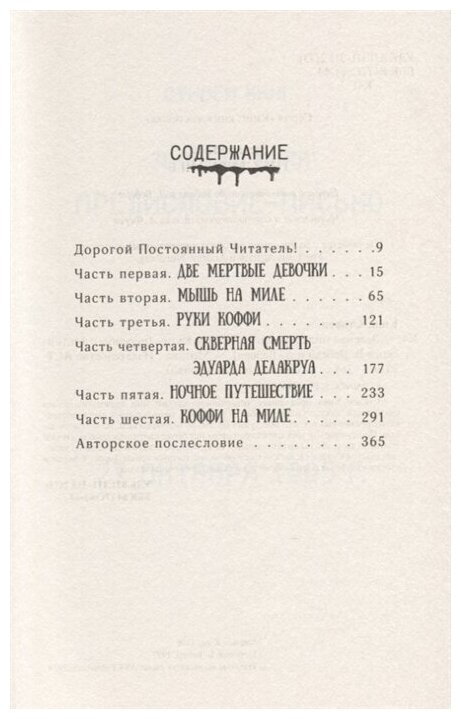 СОДЕРЖАНИЕ
Дорогой Постоянный Читатель! . . . . . . 9
Часть первая. ДВЕ МЕРТВЫЕ ДЕВОЧКИ . . . 15
Часть вторая. МЫШЬ НА МИЛЕ . . . . . . . 65
Часть третья. РУКИ КОФФИ . . . . . . . . 121
Часть четвертая. СКВЕРНАЯ СМЕРТЬ
ЭДУАРДА ДЕЛАКРУА . . . . 177
Часть пятая. НОЧНОЕ ПУТЕШЕСТВИЕ . . . . 233
Часть шестая. КОФФИ НА МИЛЕ . . . . . . 291
Авторское послесловие . . . . . . . . 365